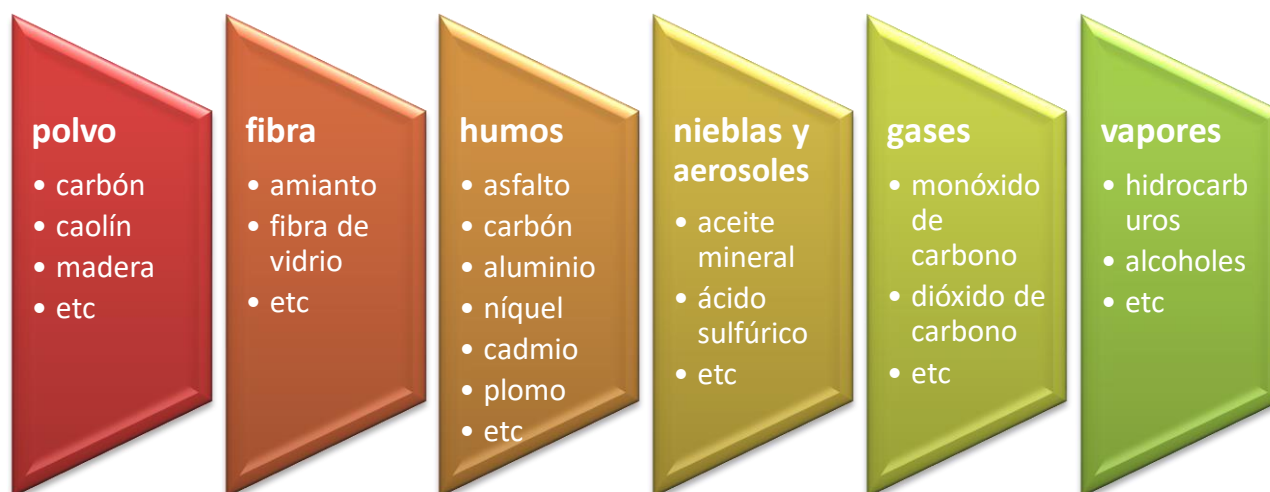 polvo
• carbón
• caolín
• madera
• etc
fibra
• amianto
• fibra de
vidrio
• etc
humos
• asfalto
• carbón
• aluminio
• níquel
• cadmio
• plomo
• etc
nieblas y
aerosoles
• aceite
mineral
• ácido
sulfúrico
• etc
gases
• monóxido
de
carbono
• dióxido de
carbono
• etc
vapores
• hidrocarb
uros
• alcoholes
• etc